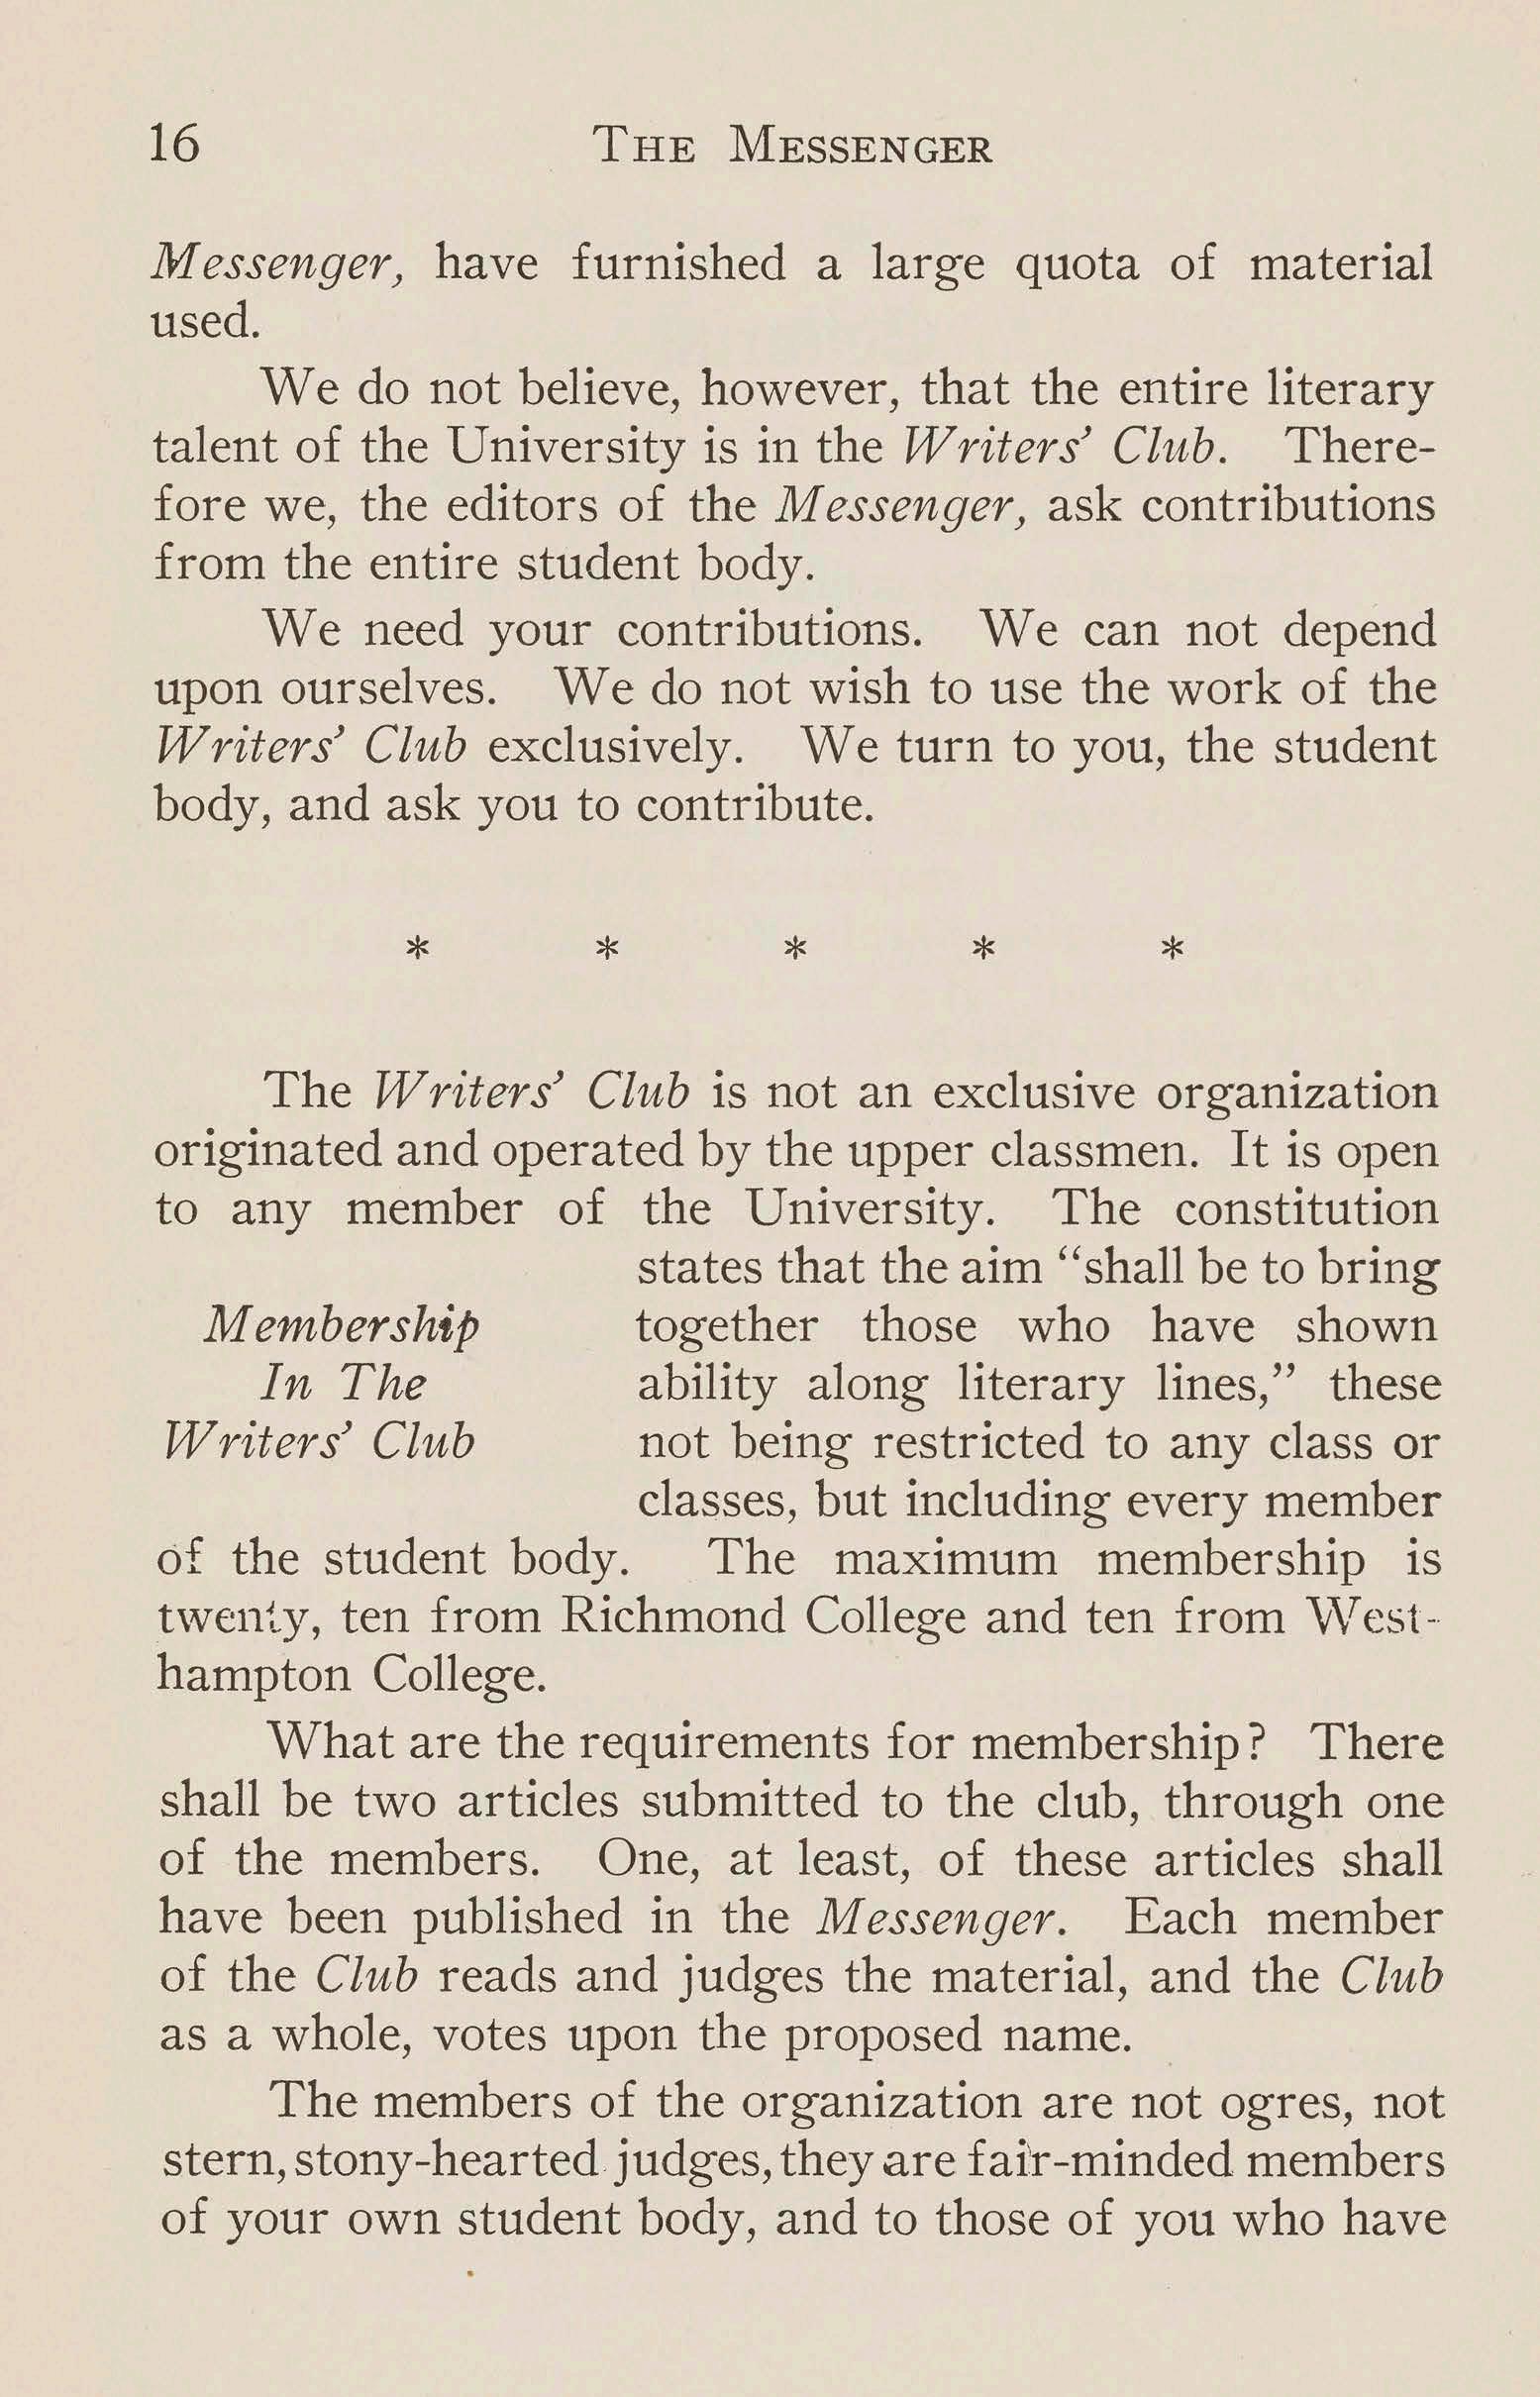 16 THE MESSENGER
Messenger, have furnished a large quota of material
used.
We do not believe, however, that the entire literary
talent of the University is in the Writers' Club. There-
fore we, the editors of the Messenger, ask contributions
from the entire student body.
We need your contributions. We can not depend
upon ourselves. We do not wish to use the work of the
Writers' Club exclusively. We turn to you, the student
body, and ask you to contribute.
* * * * *
The Writers' Club is not an exclusive organization
originated and operated by the upper classmen. It is open
to any member of the University. The constitution
Membership
In The
Writers' Club
states that the aim "shall be to bring
together those who have shown
ability along literary lines," these
not being restricted to any class or
classes, but including every member
of the student body. The maximum membership is
twenty, ten from Richmond College and ten from West-
hampton College.
What are the requirements for membership? There
shall be two articles submitted to the club, through one
of the members. One, at least, of these articles shall
have been published in the Messenger. Each member
of the Club reads and judges the material, and the Club
as a whole, votes upon the proposed name.
The members of the organization are not ogres, not
stern, stony-hearted judges, they are fair-minded members
of your own student body, and to those of you who have